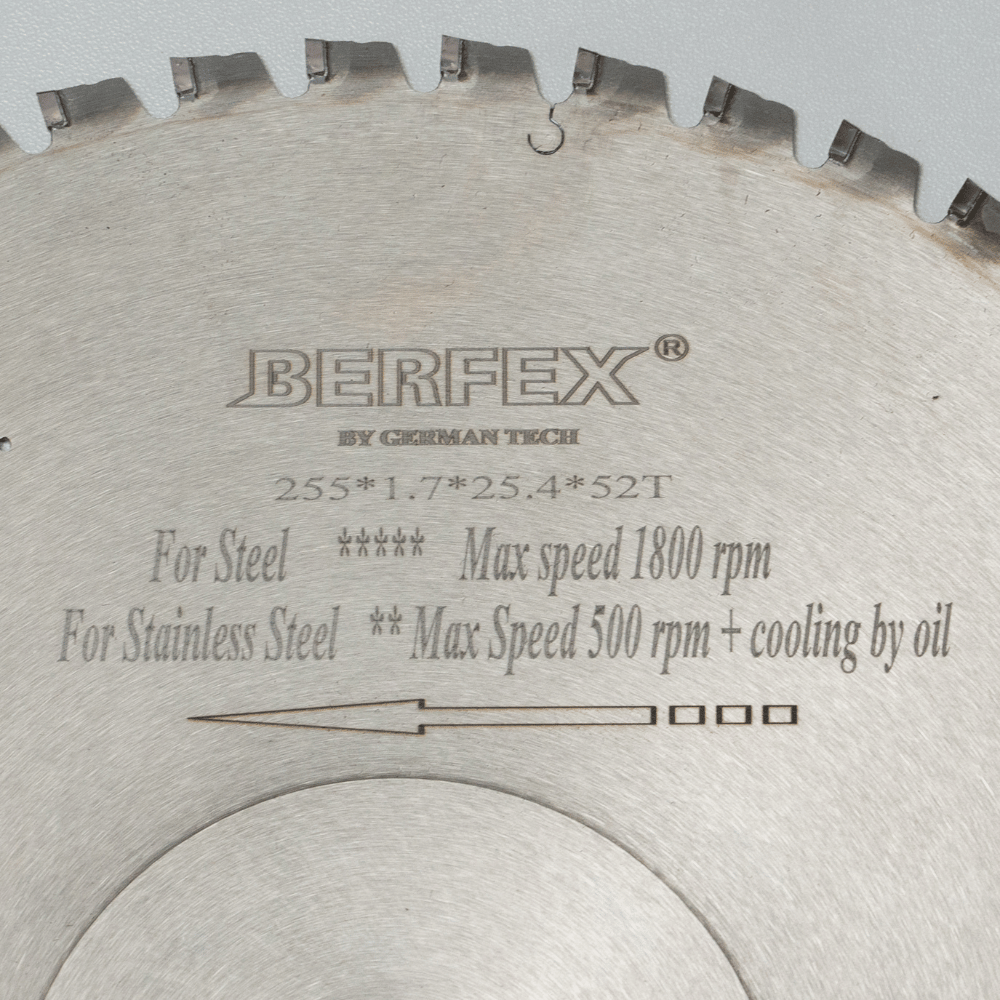 BERFEX®
BY GERMAN TECH
255*1.7*25.4*52T
For Steel ***** Max speed 1800 rpm
For Stainless Steel ** Max Speed 500 rpm + cooling by oil